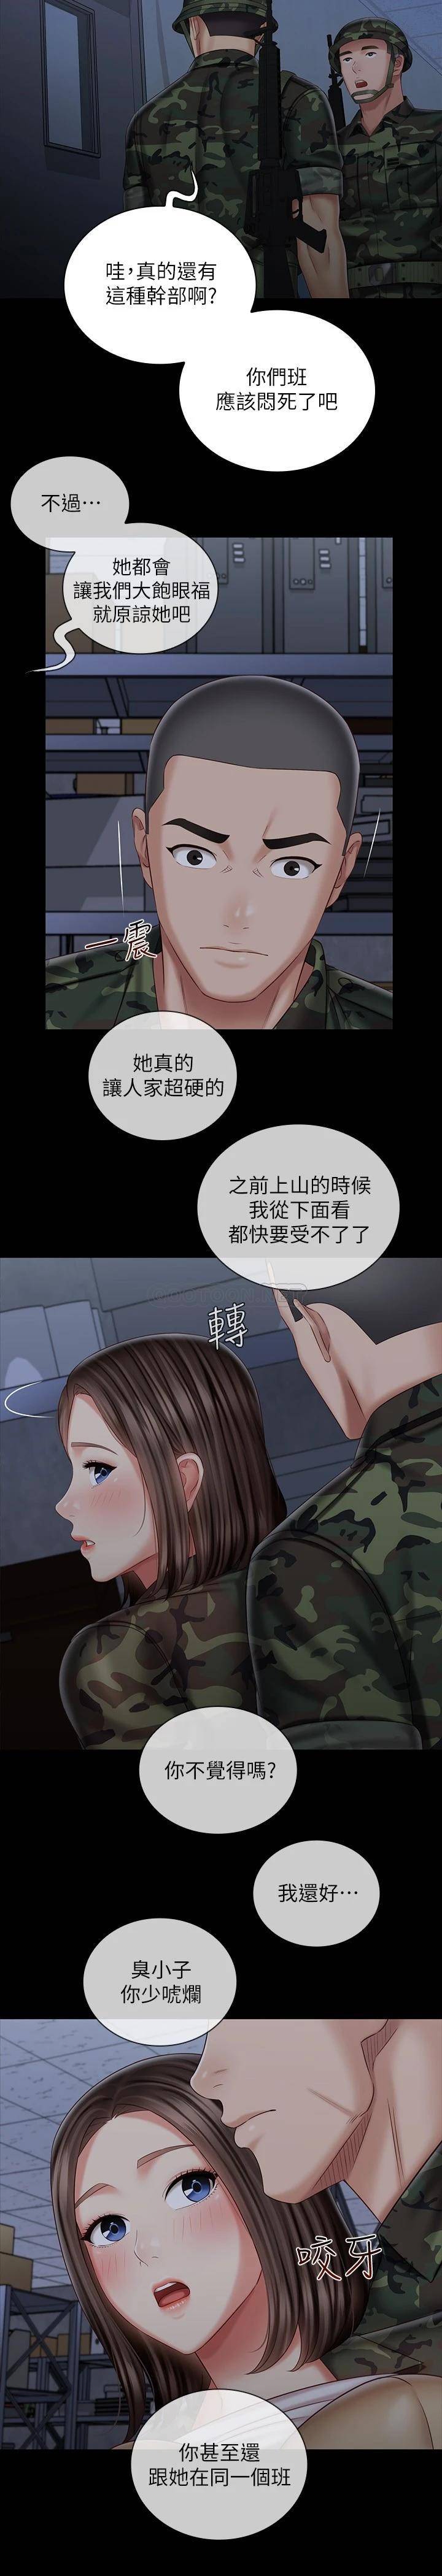 哇,真的還有
這種幹部啊?
你們班
應該悶死了吧
不過⋯
她都會
讓我們大飽眼福
就原諒她吧
一震
她真的
讓人家超硬的
之前上山的時候
我從下面看
都快要受不了了
轉
你不覺得嗎?
我還好⋯
臭小子
你少唬爛
咬牙
你甚至還
跟她在同一個班